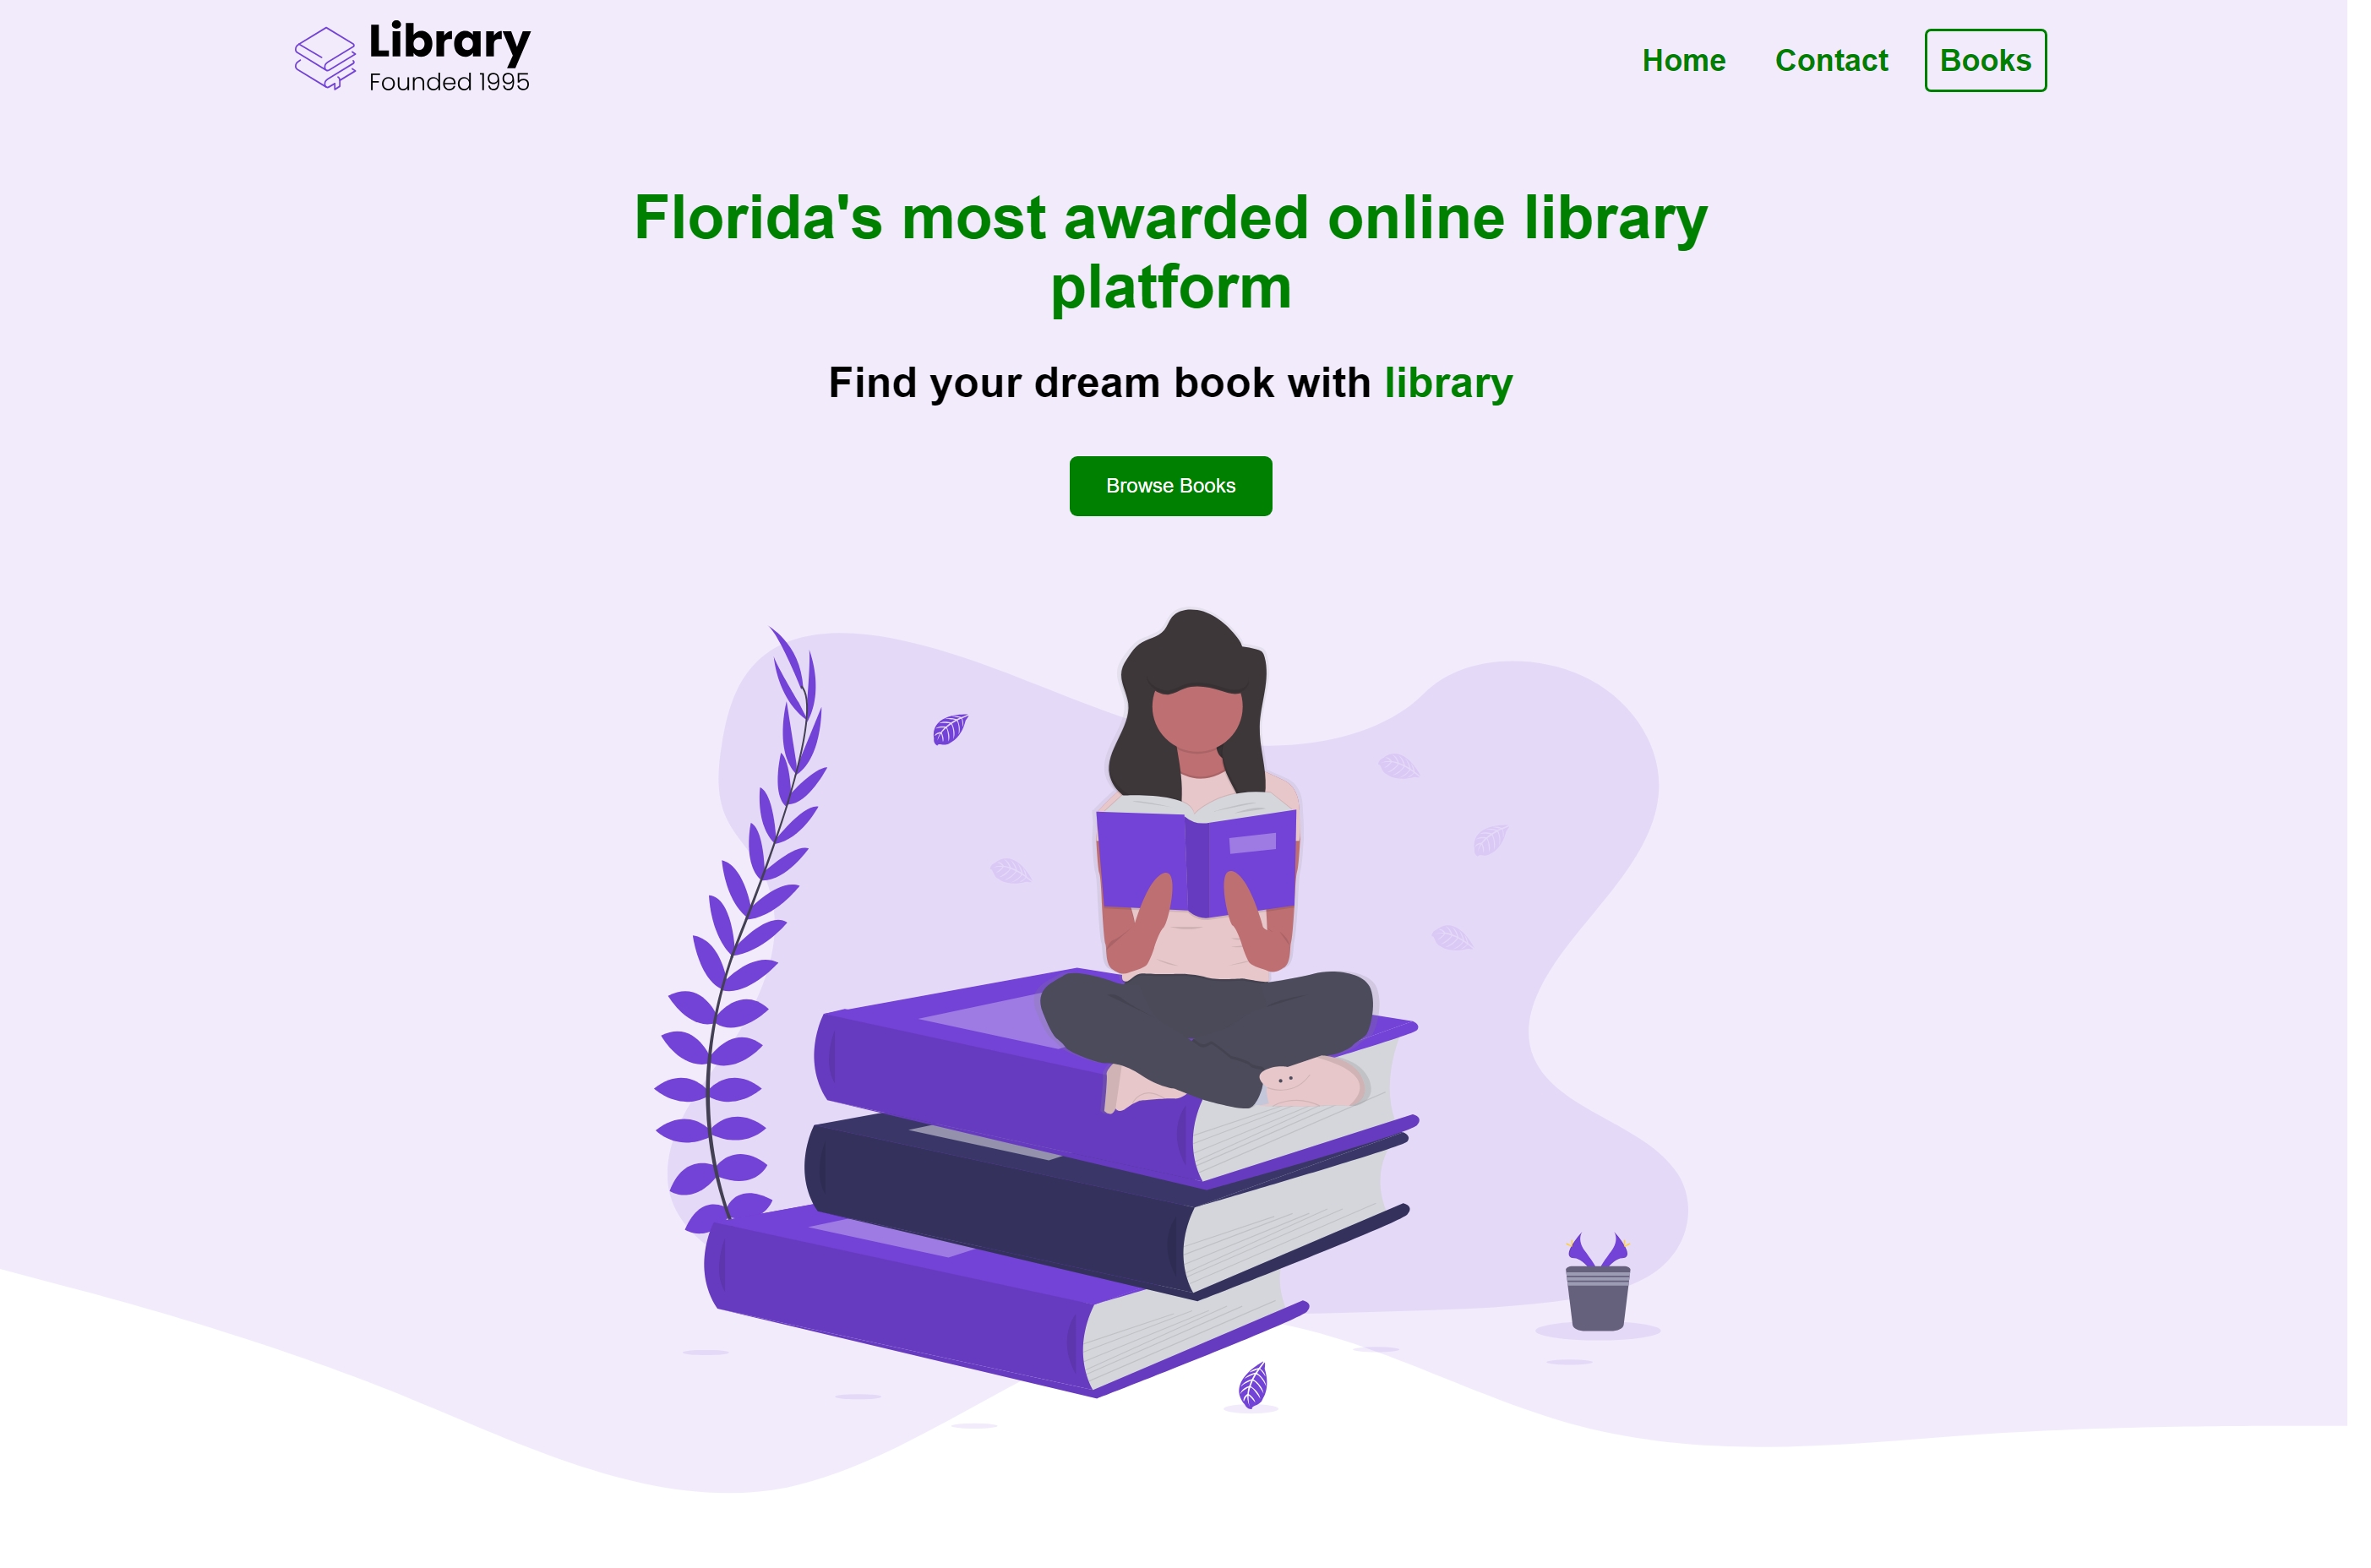 Library
Founded 1995
Home Contact Books
Florida's most awarded online library
platform
Find your dream book with library
Browse Books